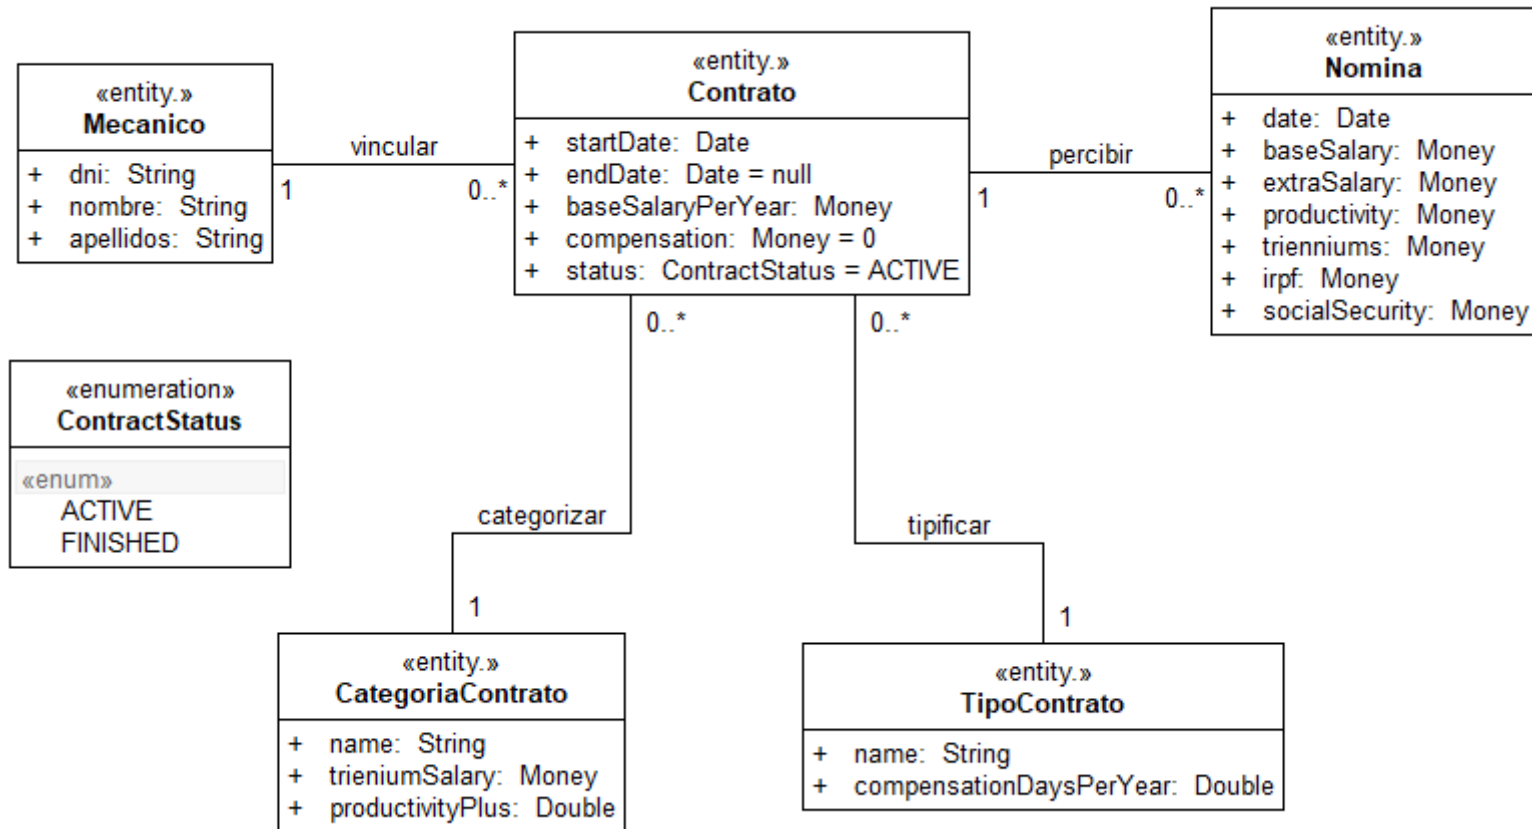 «entity.»
Mecanico
+ dni: String
+ nombre: String
+ apellidos: String
vincular
1
0..*
«entity.»
Contrato
+ startDate: Date
+ endDate: Date = null
+ baseSalaryPerYear: Money
+ compensation: Money = 0
+ status: ContractStatus = ACTIVE
percibir
1
0..*
«entity.»
Nomina
+ date: Date
+ baseSalary: Money
+ extraSalary: Money
+ productivity: Money
+ trienniums: Money
+ irpf: Money
+ socialSecurity: Money
0..*
0..*
«enumeration»
ContractStatus
«enum»
ACTIVE
FINISHED
categorizar
1
tipificar
1
«entity.»
CategoriaContrato
+ name: String
+ trieniumSalary: Money
+ productivityPlus: Double
«entity.»
TipoContrato
+ name: String
+ compensationDaysPerYear: Double